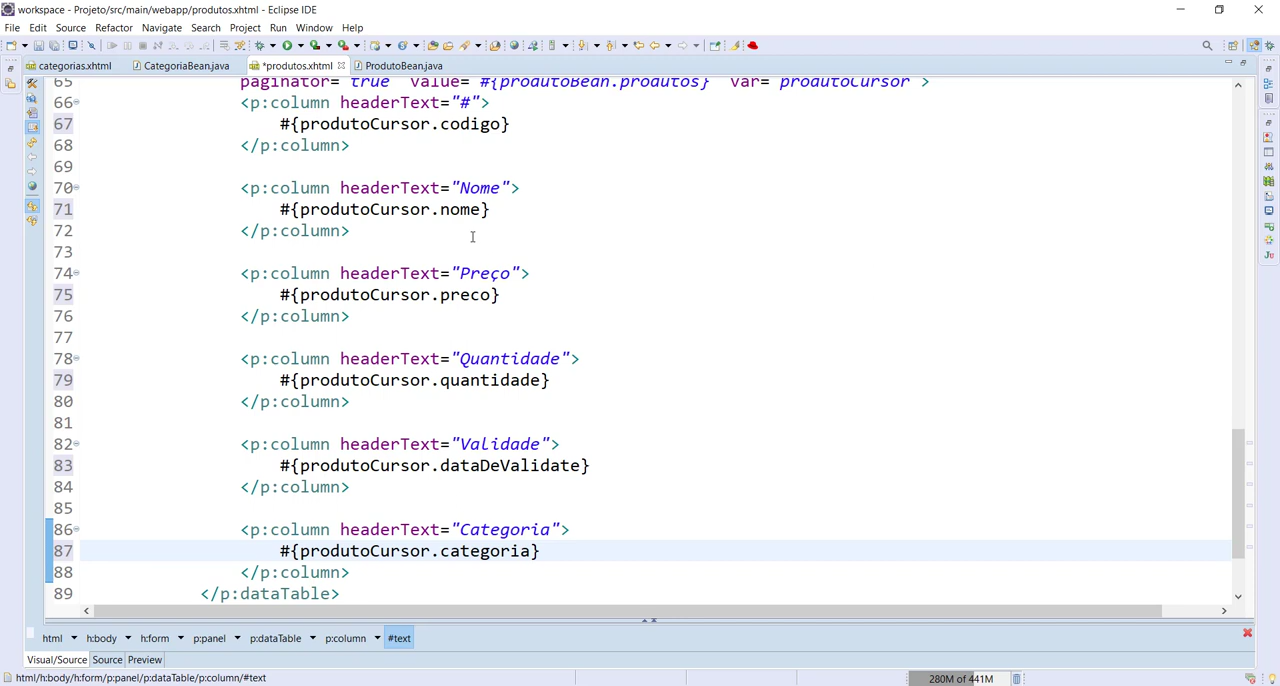 workspace - Projeto/src/main/webapp/produtos.xhtml - Eclipse IDE
File Edit Source Refactor Navigate Search Project Run Window Help
categorias.xhtml CategoriaBean.java *produtos.xhtml ProdutoBean.java
65 paginator="true" value="#{produtoBean.produtos}" var="produtoCursor">
66 <p:column headerText="#">
67 #{produtoCursor.codigo}
68 </p:column>
69
70 <p:column headerText="Nome">
71 #{produtoCursor.nome}
72 </p:column>
73
74 <p:column headerText="Preço">
75 #{produtoCursor.preco}
76 </p:column>
77
78 <p:column headerText="Quantidade">
79 #{produtoCursor.quantidade}
80 </p:column>
81
82 <p:column headerText="Validade">
83 #{produtoCursor.dataDeValidate}
84 </p:column>
85
86 <p:column headerText="Categoria">
87 #{produtoCursor.categoria}
88 </p:column>
89 </p:dataTable>
html h:body h:form p:panel p:dataTable p:column #text
Visual/Source Source Preview
html/h:body/h:form/p:panel/p:dataTable/p:column/#text 280M of 441M